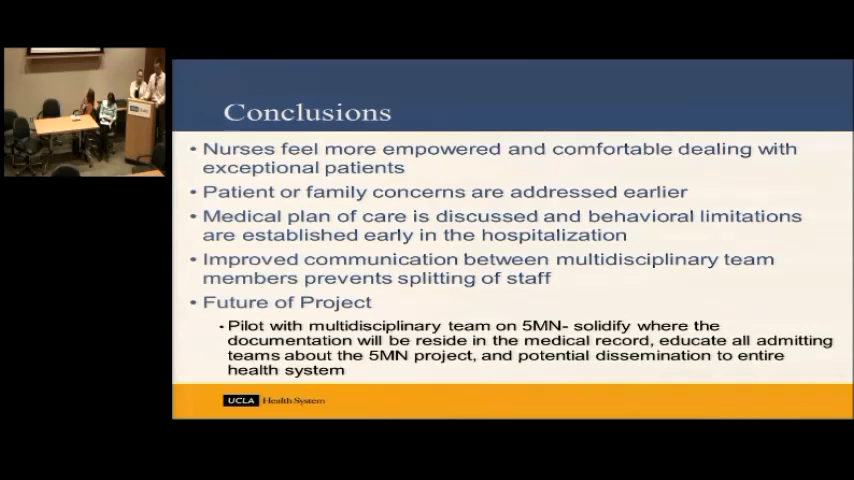 Conclusions
• Nurses feel more empowered and comfortable dealing with
exceptional patients
• Patient or family concerns are addressed earlier
• Medical plan of care is discussed and behavioral limitations
are established early in the hospitalization
• Improved communication between multidisciplinary team
members prevents splitting of staff
• Future of Project
• Pilot with multidisciplinary team on 5MN- solidify where the
documentation will be reside in the medical record, educate all admitting
teams about the 5MN project, and potential dissemination to entire
health system
UCLA Health System